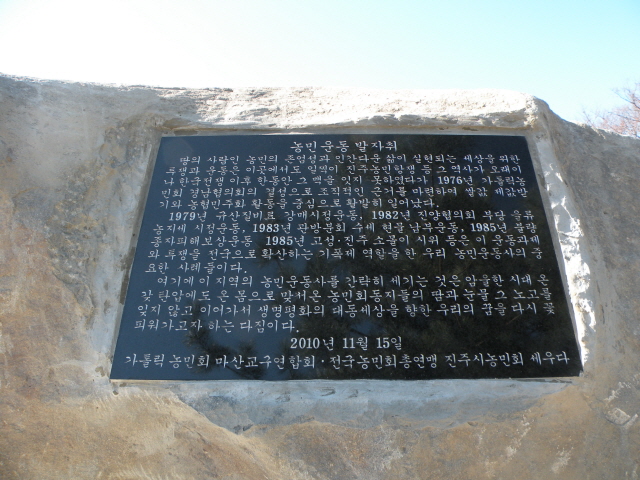 농민운동 발자취
땅의 사람인 농민의 존엄성과 인간다운 삶이 실현되는 세상을 위한
투쟁과 운동은 이곳에서도 일찍이 진주농민항쟁 등 그 역사가 오래이
나 한국전쟁 이후 한동안 그 맥을 잇지 못하였다가 1976년 가톨릭농
민회 경남협의회의 결성으로 조직적인 근거를 마련하여 쌀값 제값받
기와 농협민주화 활동을 중심으로 활발히 일어났다.
1979년 규산질비료 강매시정운동, 1982년 진양협의회 부당 을류
농지세 시정운동, 1983년 관방분회 수세 현물 납부운동, 1985년 불량
종자피해보상운동 1985년 고성·진주 소몰이 시위 등은 이 운동과제
와 투쟁을 전국으로 확산하는 기폭제 역할을 한 우리 농민운동사의 중
요한 사례들이다.
여기에 이 지역의 농민운동사를 간략히 새기는 것은 암울한 시대 온
갖 탄압에도 온 몸으로 맞서온 농민회동지들의 땀과 눈물 그 노고를
잊지 않고 이어가서 생명평화의 대동세상을 향한 우리의 꿈을 다시 꽃
피워가고자 하는 다짐이다.
2010년 11월 15일
가톨릭 농민회 마산교구연합회·전국농민회총연맹 진주시농민회 세우다